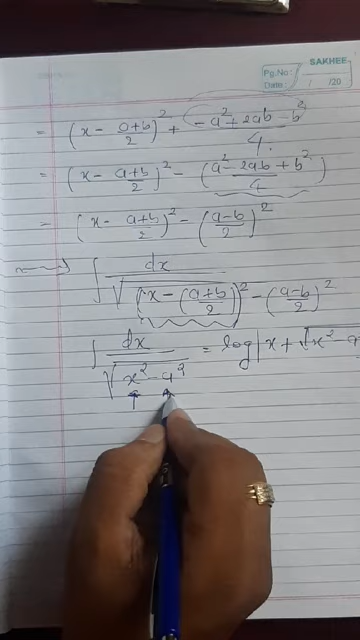 SAKHEE
Pg.No:
Date: / /20
= (x - a+b/2)² + -a²+2ab-b²/4.
= (x - a+b/2)² - (a²-2ab+b²/4)
= (x - a+b/2)² - (a-b/2)²
∫ dx/√(x-(a+b/2))² - (a-b/2)²
∫ dx/√x²-a² = log|x + √x²-a